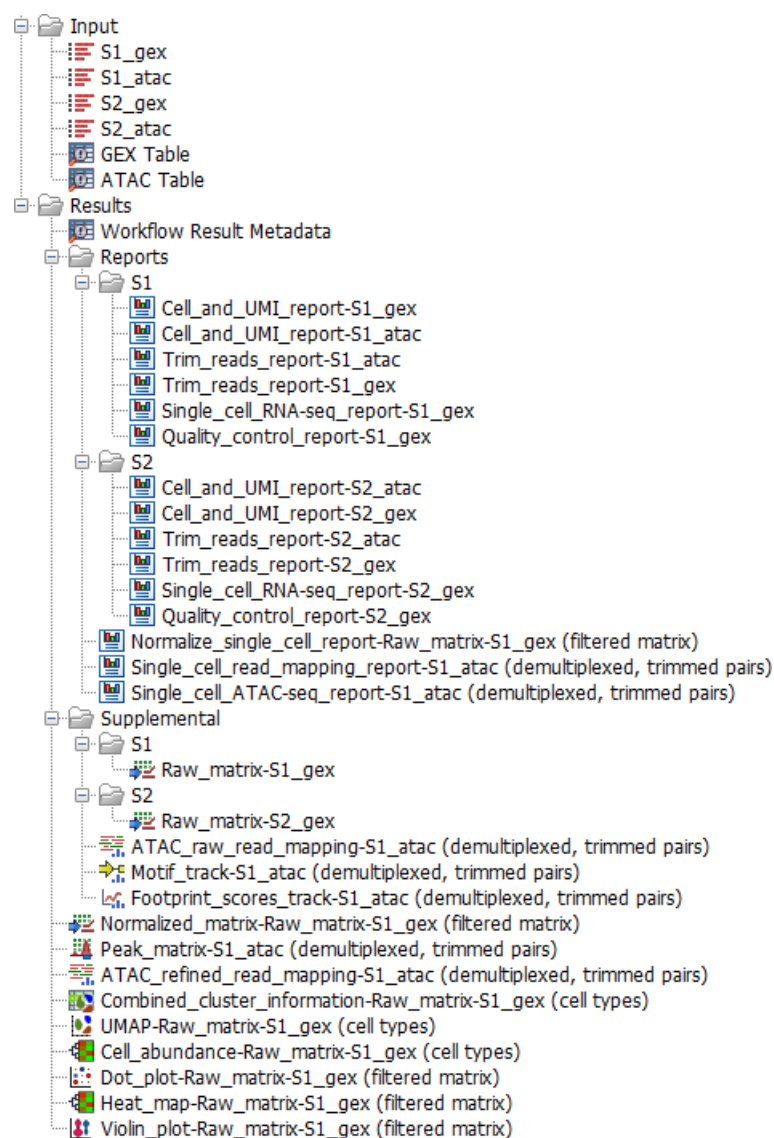 Input
S1_gex
S1_atac
S2_gex
S2_atac
GEX Table
ATAC Table
Results
Workflow Result Metadata
Reports
S1
Cell_and_UMI_report-S1_gex
Cell_and_UMI_report-S1_atac
Trim_reads_report-S1_atac
Trim_reads_report-S1_gex
Single_cell_RNA-seq_report-S1_gex
Quality_control_report-S1_gex
S2
Cell_and_UMI_report-S2_atac
Cell_and_UMI_report-S2_gex
Trim_reads_report-S2_atac
Trim_reads_report-S2_gex
Single_cell_RNA-seq_report-S2_gex
Quality_control_report-S2_gex
Normalize_single_cell_report-Raw_matrix-S1_gex (filtered matrix)
Single_cell_read_mapping_report-S1_atac (demultiplexed, trimmed pairs)
Single_cell_ATAC-seq_report-S1_atac (demultiplexed, trimmed pairs)
Supplemental
S1
Raw_matrix-S1_gex
S2
Raw_matrix-S2_gex
ATAC_raw_read_mapping-S1_atac (demultiplexed, trimmed pairs)
Motif_track-S1_atac (demultiplexed, trimmed pairs)
Footprint_scores_track-S1_atac (demultiplexed, trimmed pairs)
Normalized_matrix-Raw_matrix-S1_gex (filtered matrix)
Peak_matrix-S1_atac (demultiplexed, trimmed pairs)
ATAC_refined_read_mapping-S1_atac (demultiplexed, trimmed pairs)
Combined_cluster_information-Raw_matrix-S1_gex (cell types)
UMAP-Raw_matrix-S1_gex (cell types)
Cell_abundance-Raw_matrix-S1_gex (cell types)
Dot_plot-Raw_matrix-S1_gex (filtered matrix)
Heat_map-Raw_matrix-S1_gex (filtered matrix)
Violin_plot-Raw_matrix-S1_gex (filtered matrix)